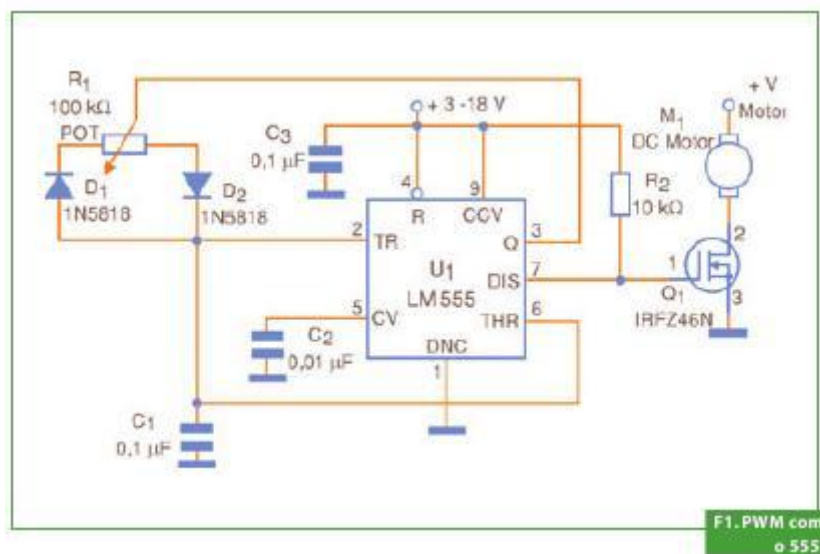 R1
100 kΩ
POT
D1
1N5818
D2
1N5818
C3
0,1 µF
+ 3 -18 V
4
9
R
CCV
2
TR
Q
3
U1
LM555
DIS
7
5
CV
THR
6
DNC
1
C2
0,01 µF
C1
0,1 µF
R2
10 kΩ
+ V
Motor
M1
DC Motor
1
2
3
Q1
IRFZ46N
F1. PWM com
o 555